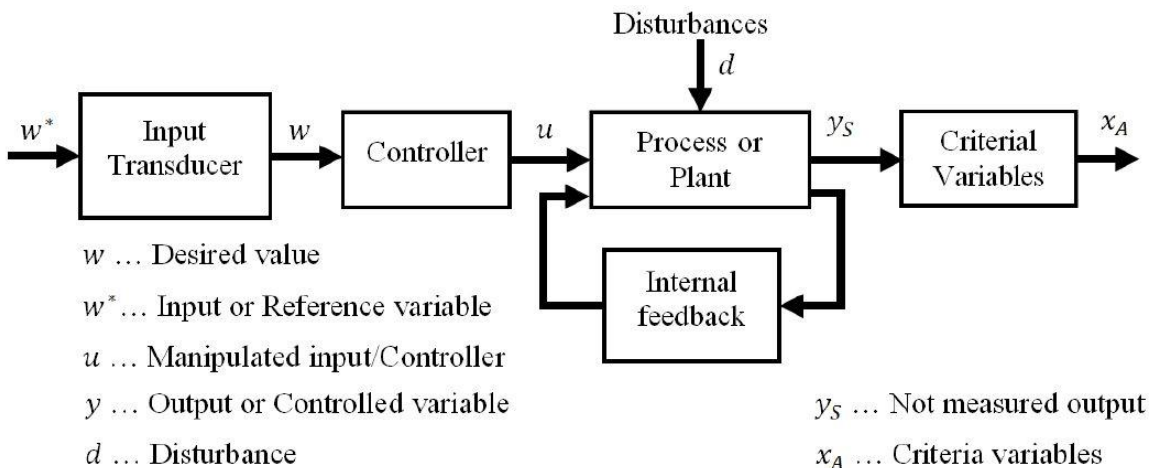 Disturbances
d
w*
Input
Transducer
w
Controller
u
Process or
Plant
y_S
Criterial
Variables
x_A
Internal
feedback
w … Desired value
w* … Input or Reference variable
u … Manipulated input/Controller
y … Output or Controlled variable
d … Disturbance
y_S … Not measured output
x_A … Criteria variables